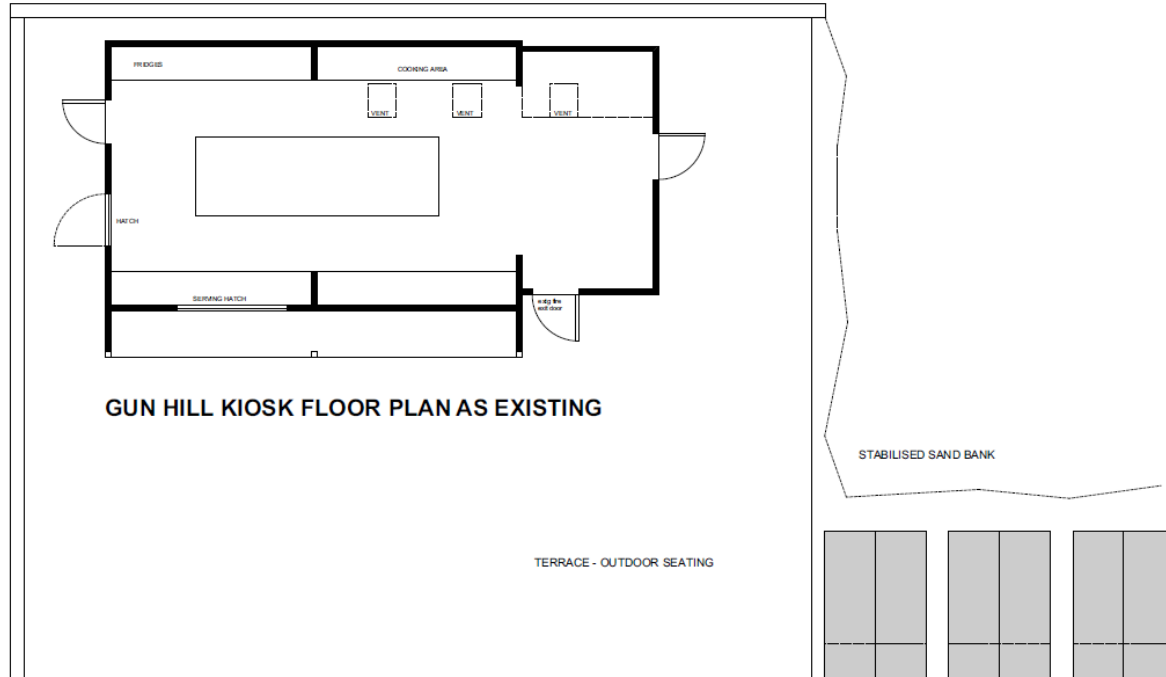 FRIDGES
COOKING AREA
VENT
VENT
VENT
HATCH
SERVING HATCH
extg fire
exit door
GUN HILL KIOSK FLOOR PLAN AS EXISTING
STABILISED SAND BANK
TERRACE - OUTDOOR SEATING